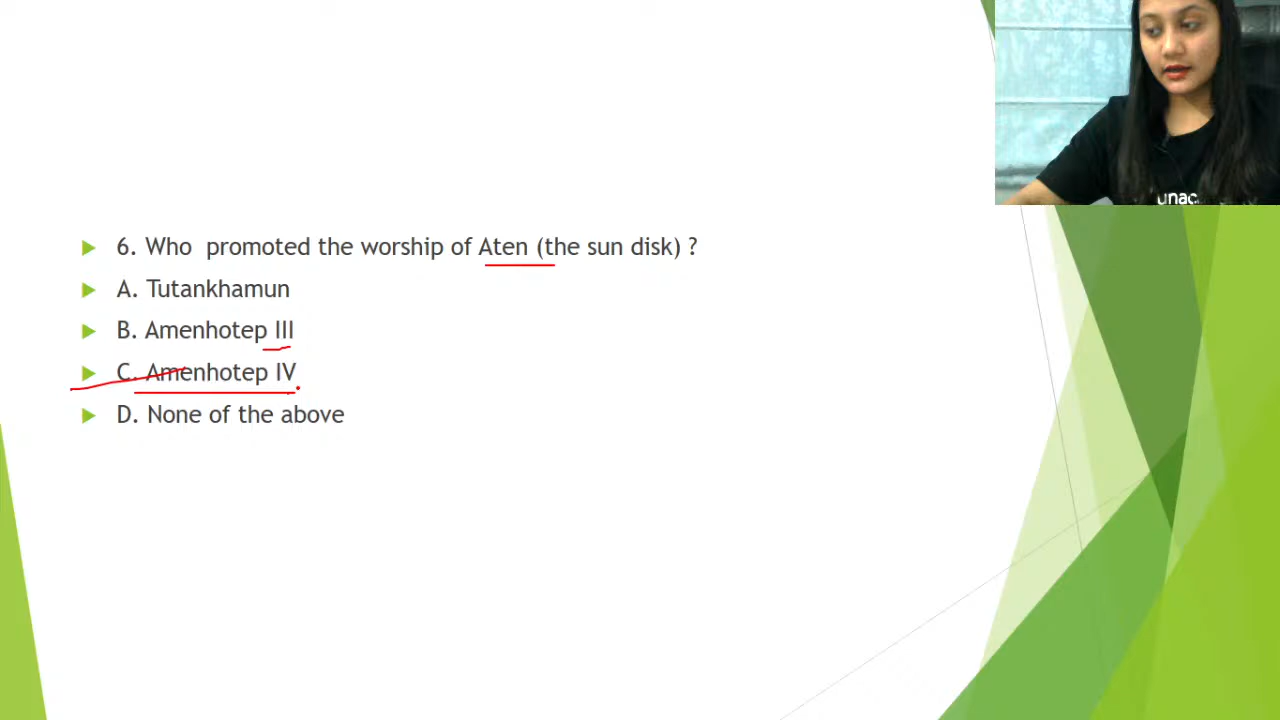 unac
6. Who promoted the worship of Aten (the sun disk) ?
A. Tutankhamun
B. Amenhotep III
C. Amenhotep IV
D. None of the above